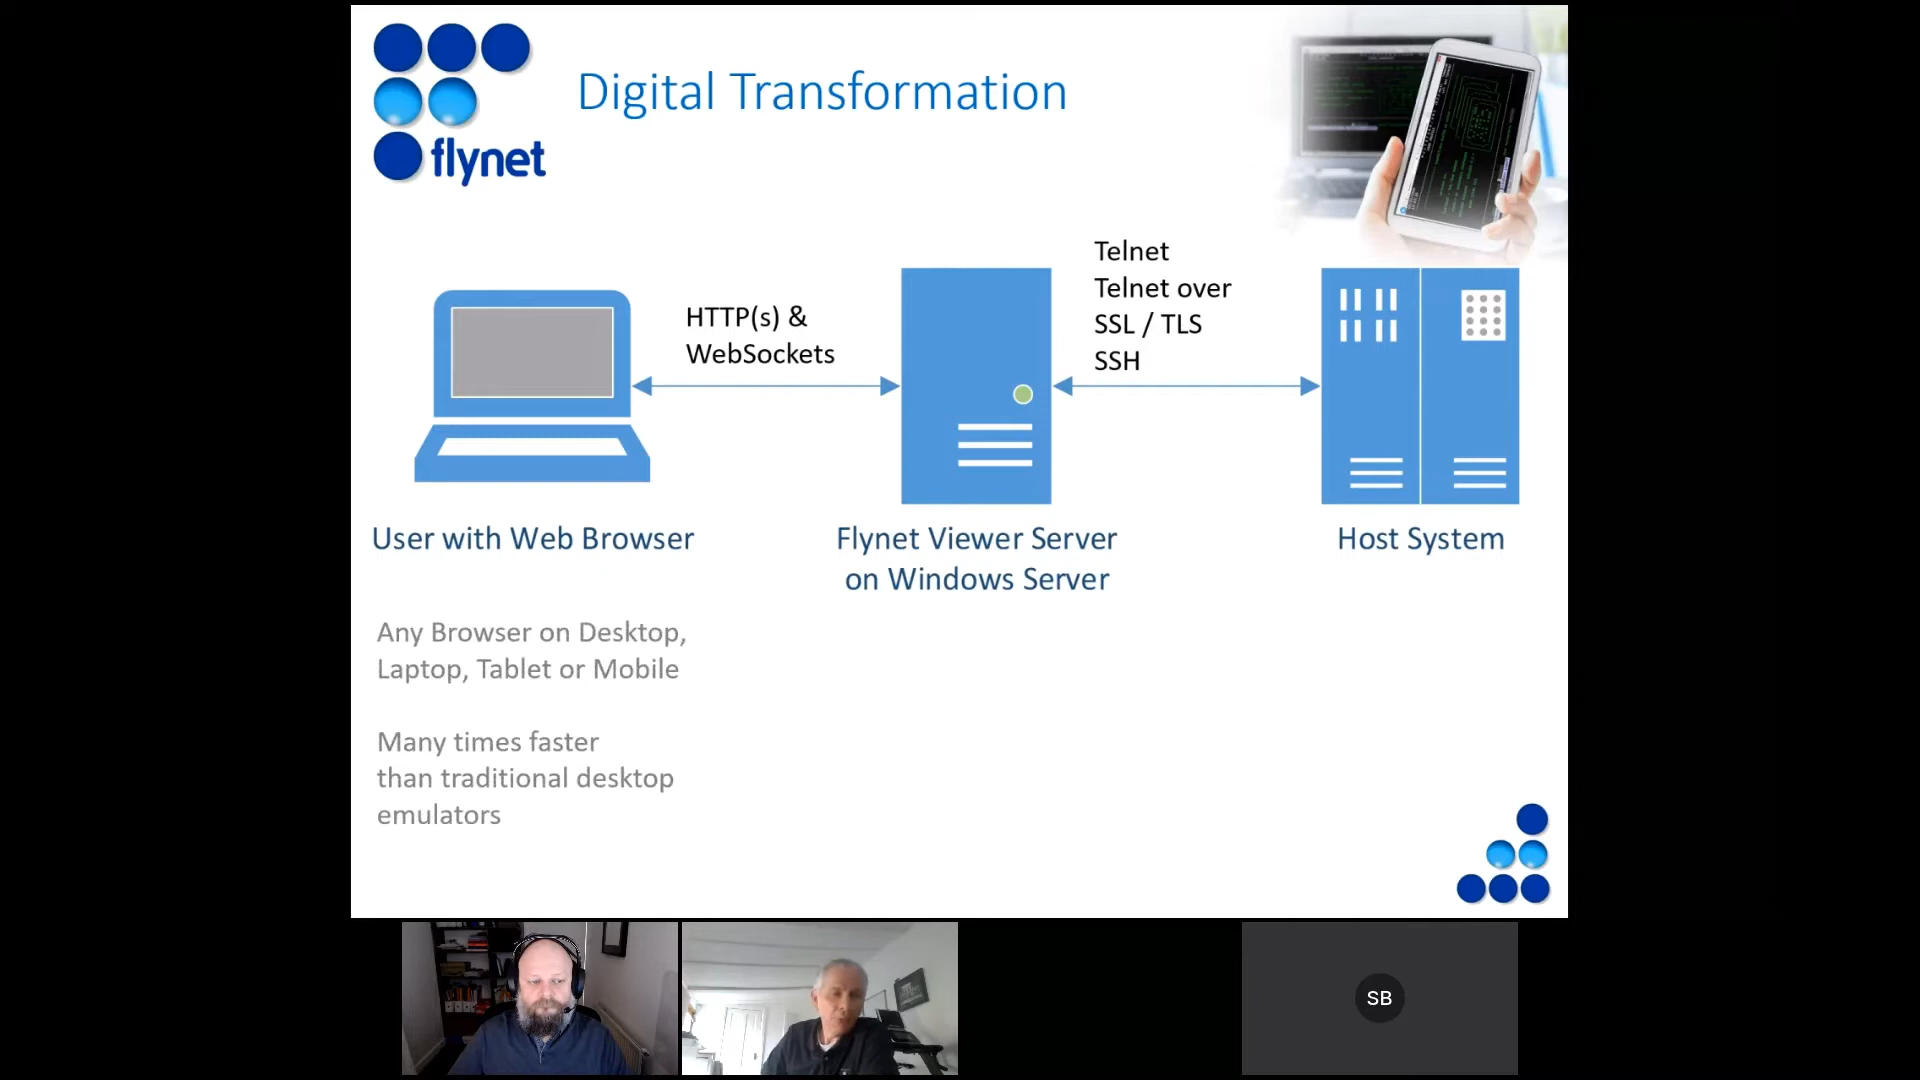 Digital Transformation
flynet
Telnet
Telnet over
SSL / TLS
SSH
HTTP(s) &
WebSockets
User with Web Browser
Flynet Viewer Server
on Windows Server
Host System
Any Browser on Desktop,
Laptop, Tablet or Mobile
Many times faster
than traditional desktop
emulators
SB